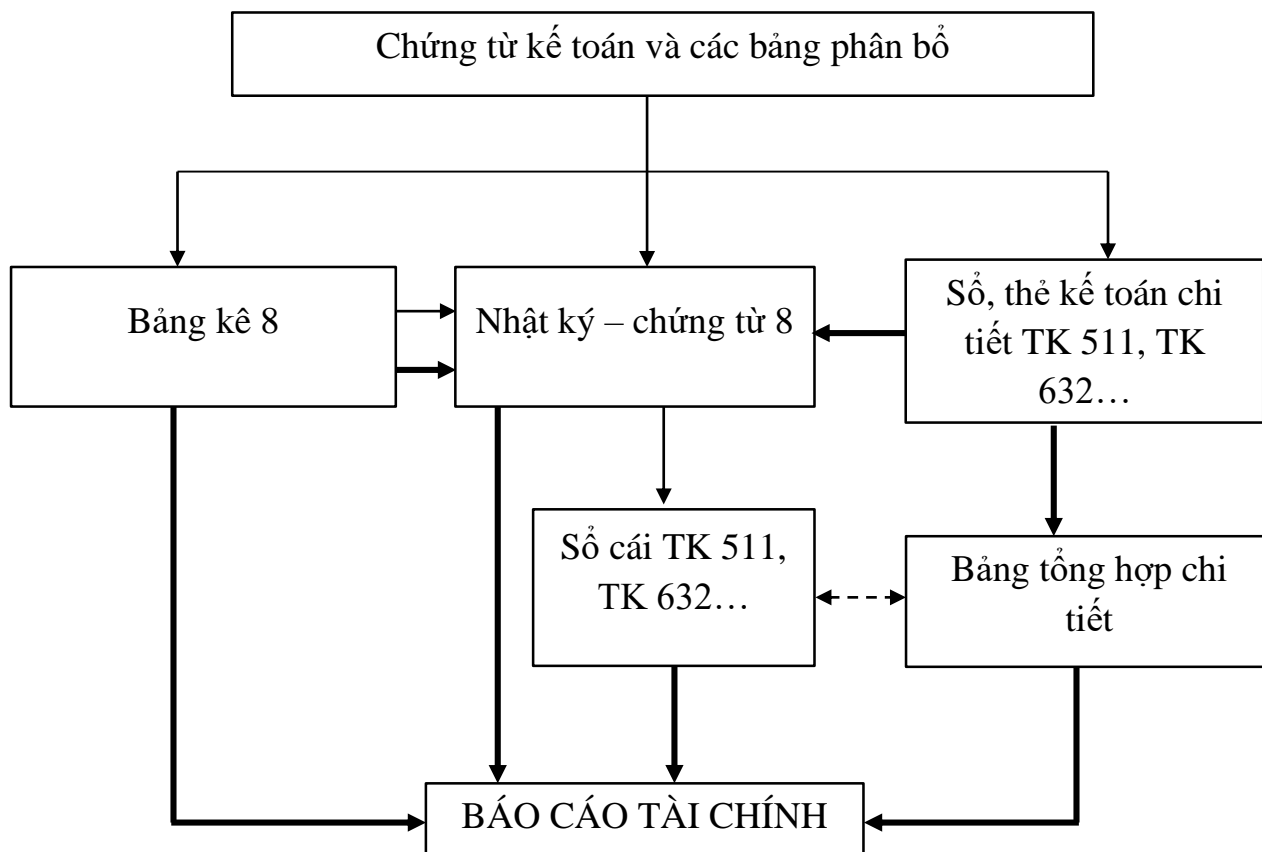 Chứng từ kế toán và các bảng phân bổ
Bảng kê 8
Nhật ký – chứng từ 8
Sổ, thẻ kế toán chi
tiết TK 511, TK
632…
Sổ cái TK 511,
TK 632…
Bảng tổng hợp chi
tiết
BÁO CÁO TÀI CHÍNH